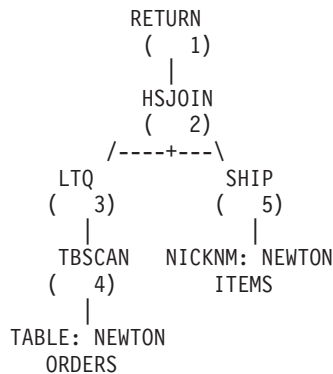 RETURN
( 1)
|
HSJOIN
( 2)
/----+---\
LTQ SHIP
( 3) ( 5)
| |
TBSCAN NICKNM: NEWTON
( 4) ITEMS
|
TABLE: NEWTON
ORDERS